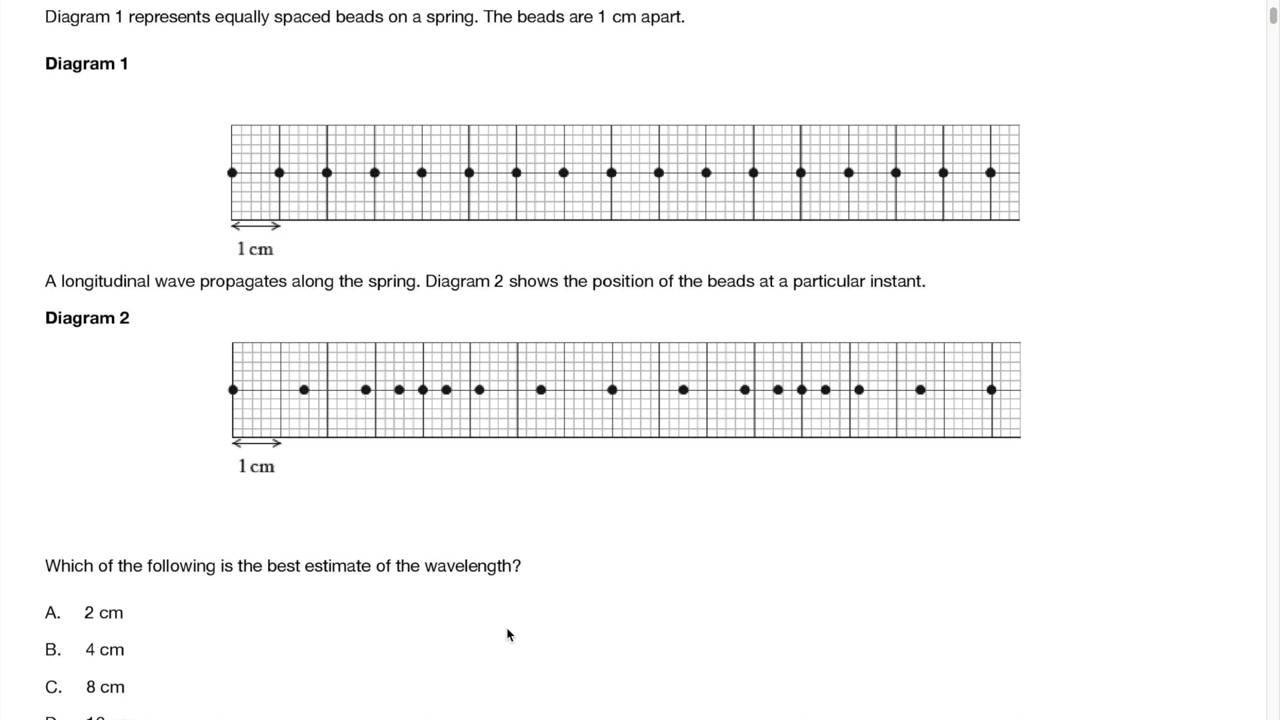 Diagram 1 represents equally spaced beads on a spring. The beads are 1 cm apart.
Diagram 1
1 cm
A longitudinal wave propagates along the spring. Diagram 2 shows the position of the beads at a particular instant.
Diagram 2
1 cm
Which of the following is the best estimate of the wavelength?
A. 2 cm
B. 4 cm
C. 8 cm